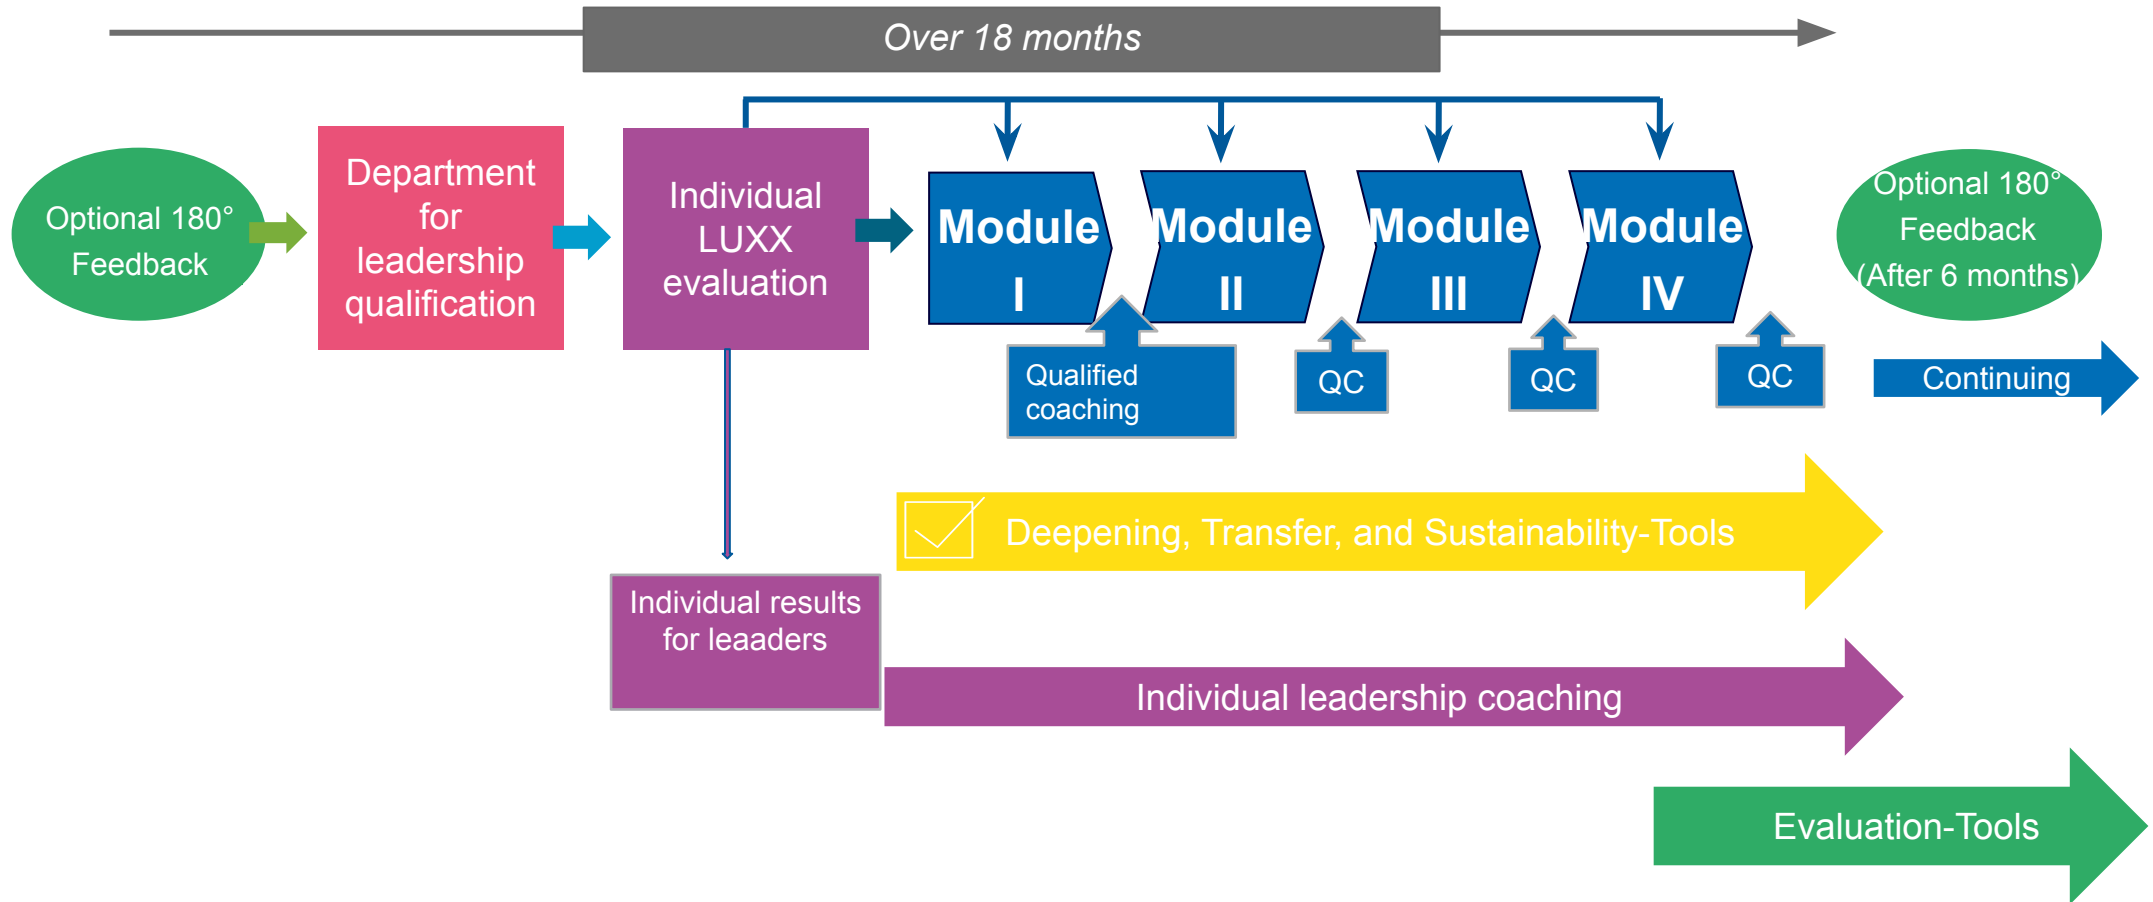 Over 18 months
Optional 180°
Feedback
Department
for
leadership
qualification
Individual
LUXX
evaluation
Module
I
Module
II
Module
III
Module
IV
Optional 180°
Feedback
(After 6 months)
Qualified
coaching
QC
QC
QC
Continuing
Deepening, Transfer, and Sustainability-Tools
Individual results
for leaaders
Individual leadership coaching
Evaluation-Tools